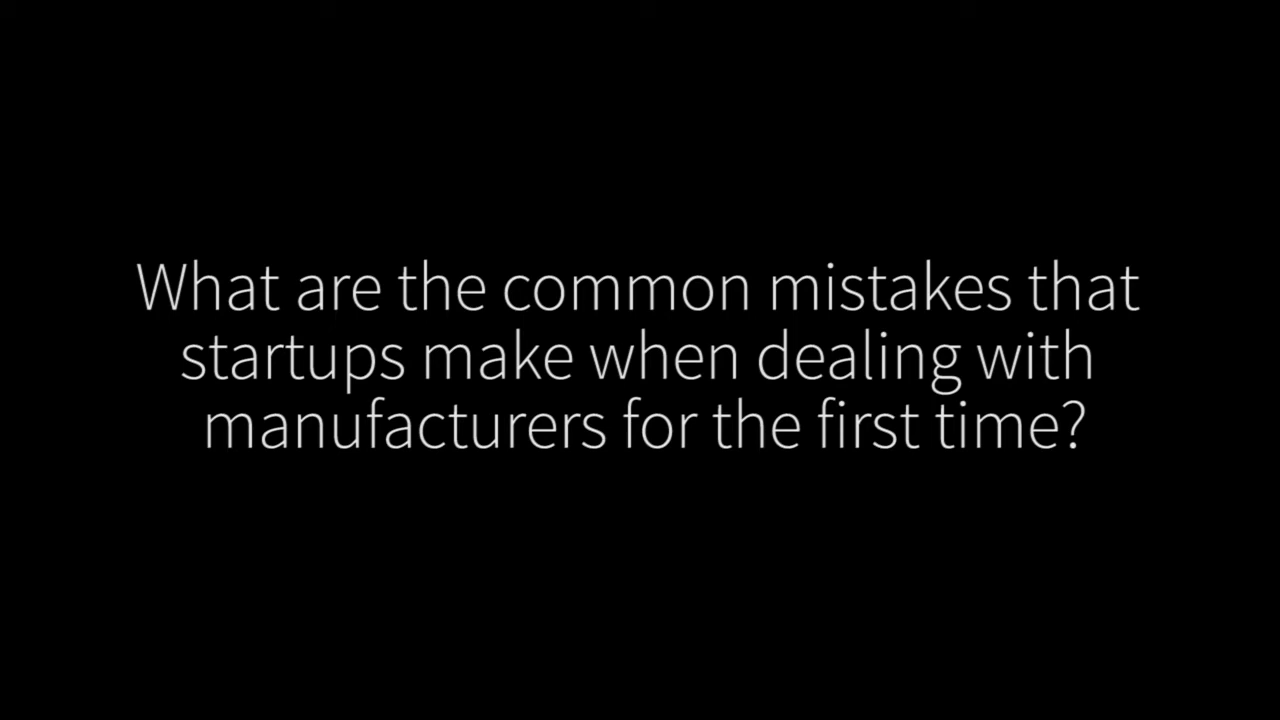 What are the common mistakes that
startups make when dealing with
manufacturers for the first time?